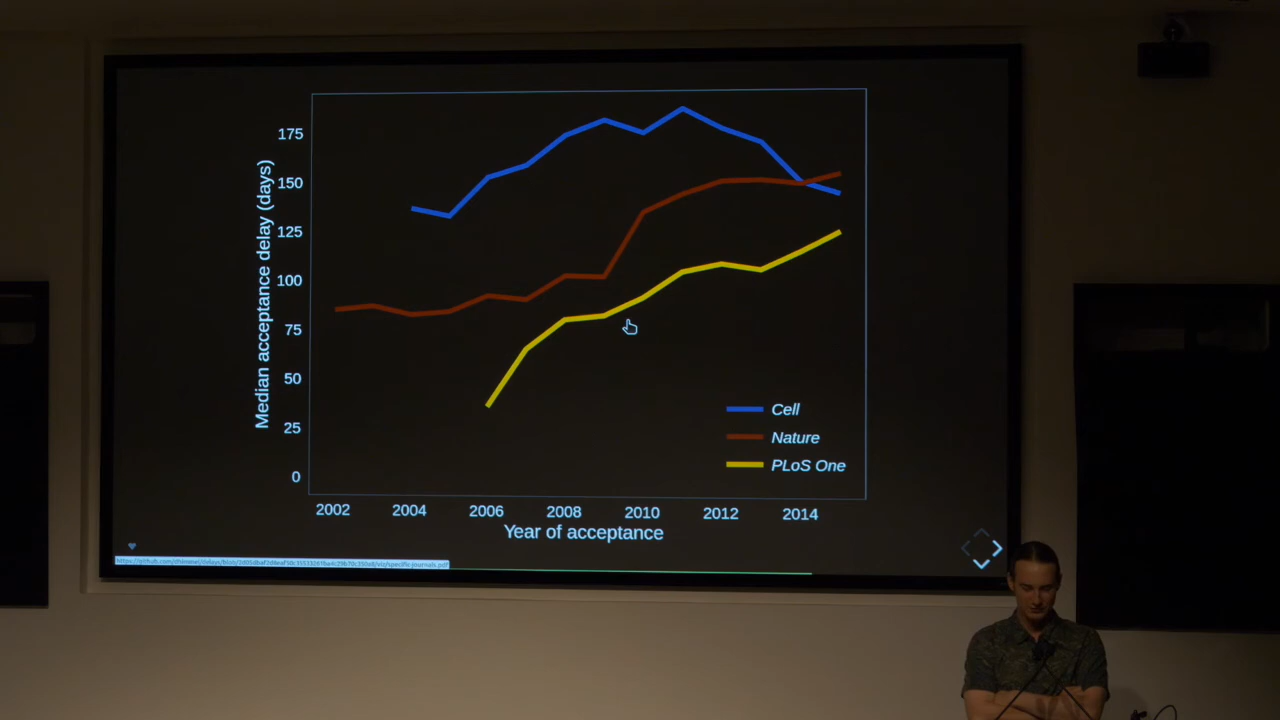 175
150
125
100
75
50
25
0
Median acceptance delay (days)
Cell
Nature
PLoS One
2002 2004 2006 2008 2010 2012 2014
Year of acceptance